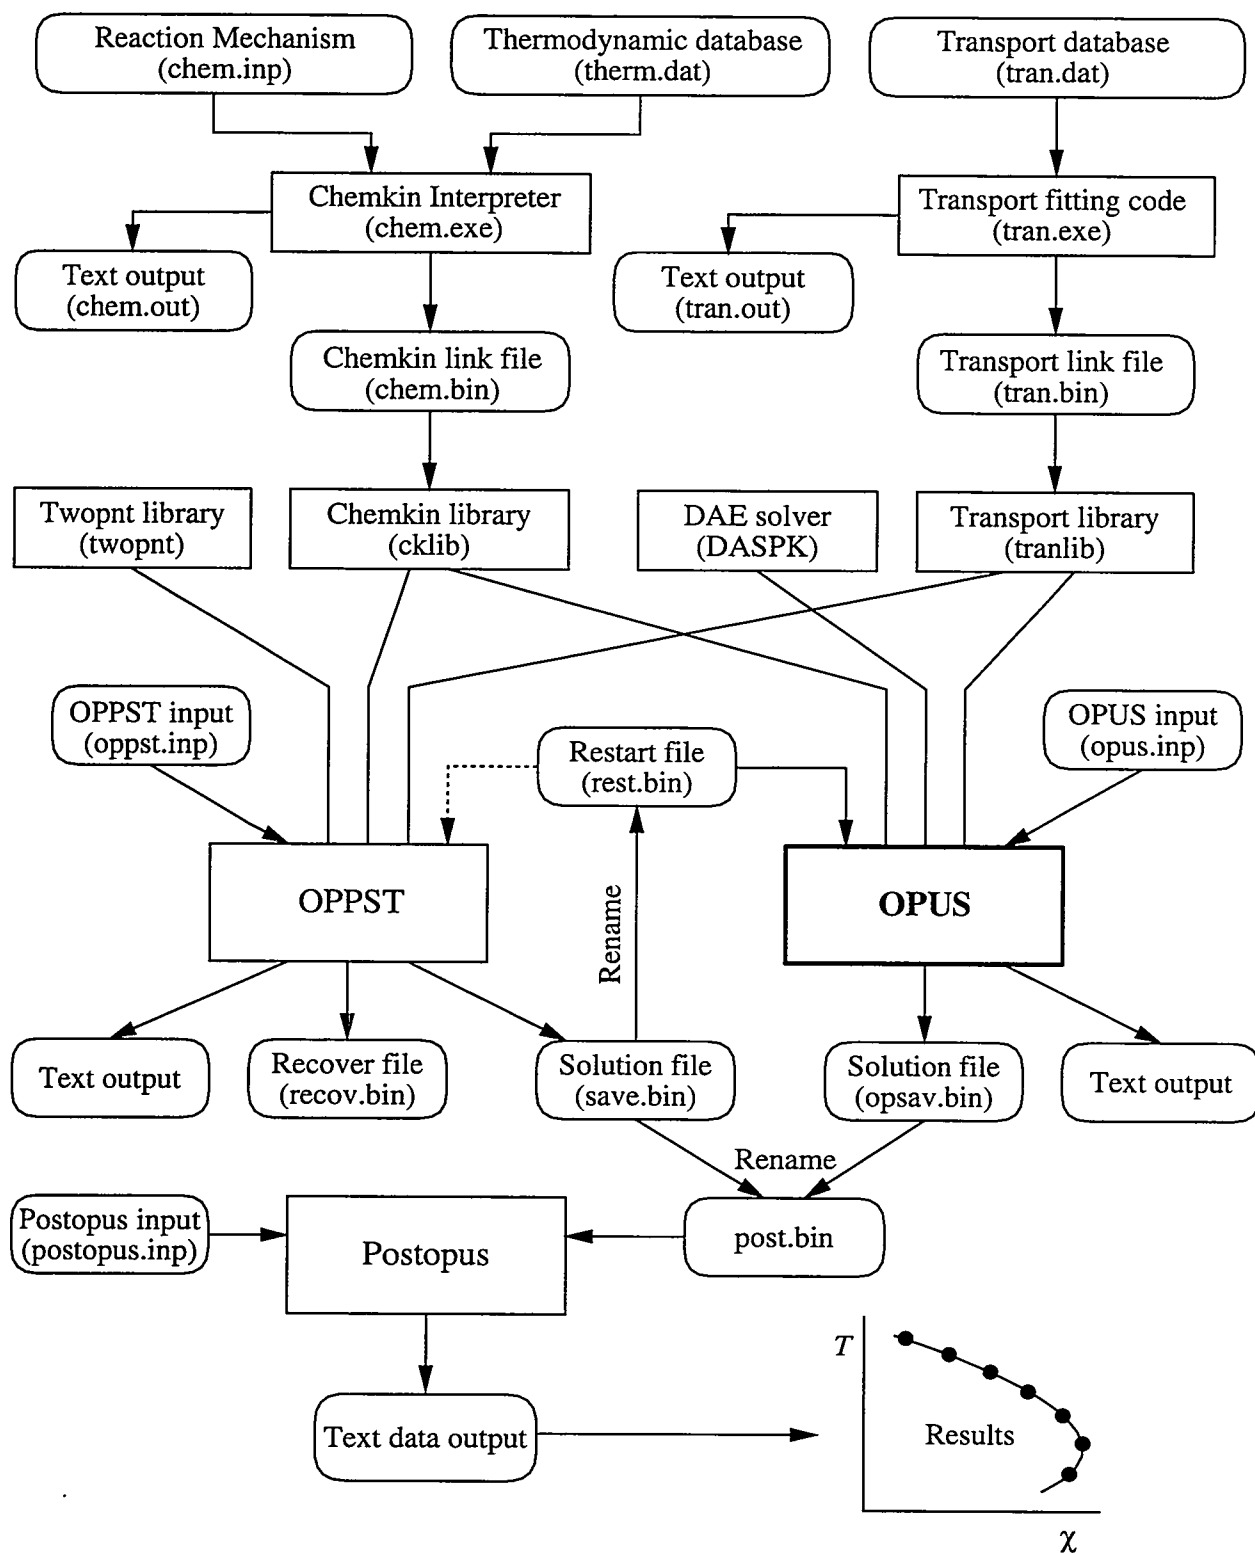 Reaction Mechanism
(chem.inp)
Thermodynamic database
(therm.dat)
Transport database
(tran.dat)
Chemkin Interpreter
(chem.exe)
Transport fitting code
(tran.exe)
Text output
(chem.out)
Text output
(tran.out)
Chemkin link file
(chem.bin)
Transport link file
(tran.bin)
Twopnt library
(twopnt)
Chemkin library
(cklib)
DAE solver
(DASPK)
Transport library
(tranlib)
OPPST input
(oppst.inp)
Restart file
(rest.bin)
OPUS input
(opus.inp)
OPPST
Rename
OPUS
Text output
Recover file
(recov.bin)
Solution file
(save.bin)
Solution file
(opsav.bin)
Text output
Rename
Postopus input
(postopus.inp)
Postopus
post.bin
T
Results
Text data output
χ